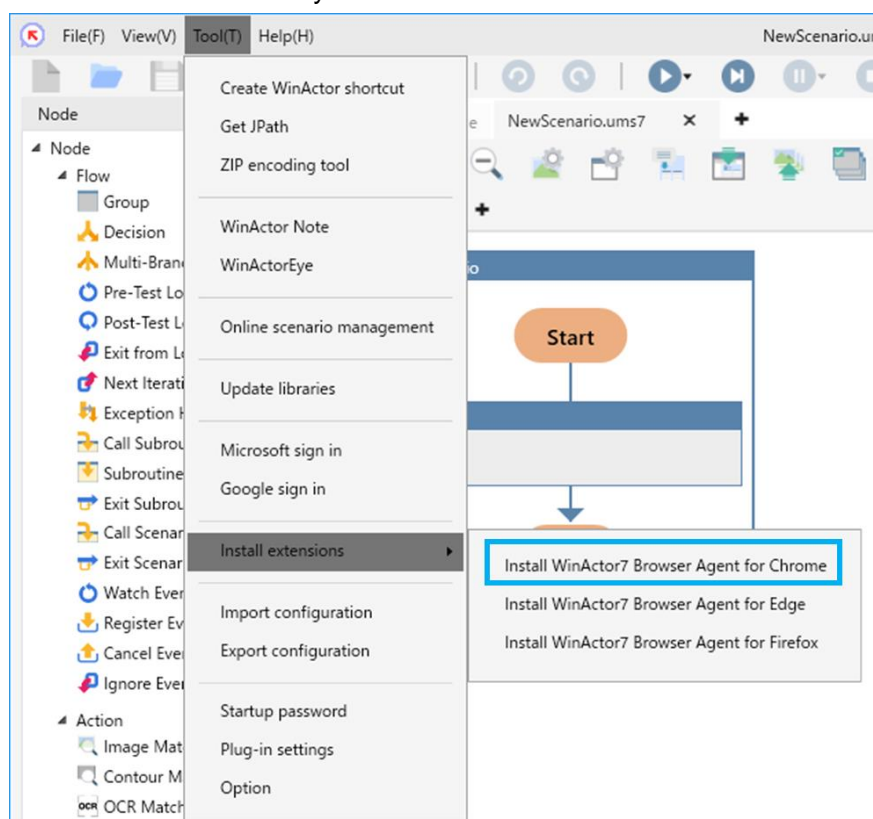 File(F) View(V) Tool(T) Help(H)
NewScenario.u
Node
NewScenario.ums7
Node
Flow
Group
Decision
Multi-Bran
Pre-Test Lo
Post-Test L
Exit from L
Next Iterati
Exception H
Call Subrou
Subroutine
Exit Subrou
Call Scenar
Exit Scenar
Watch Ever
Register Ev
Cancel Eve
Ignore Ever
Action
Image Mat
Contour M
OCR OCR Match
Create WinActor shortcut
Get JPath
ZIP encoding tool
WinActor Note
WinActorEye
Online scenario management
Update libraries
Microsoft sign in
Google sign in
Install extensions
Import configuration
Export configuration
Startup password
Plug-in settings
Option
io
Start
Install WinActor7 Browser Agent for Chrome
Install WinActor7 Browser Agent for Edge
Install WinActor7 Browser Agent for Firefox